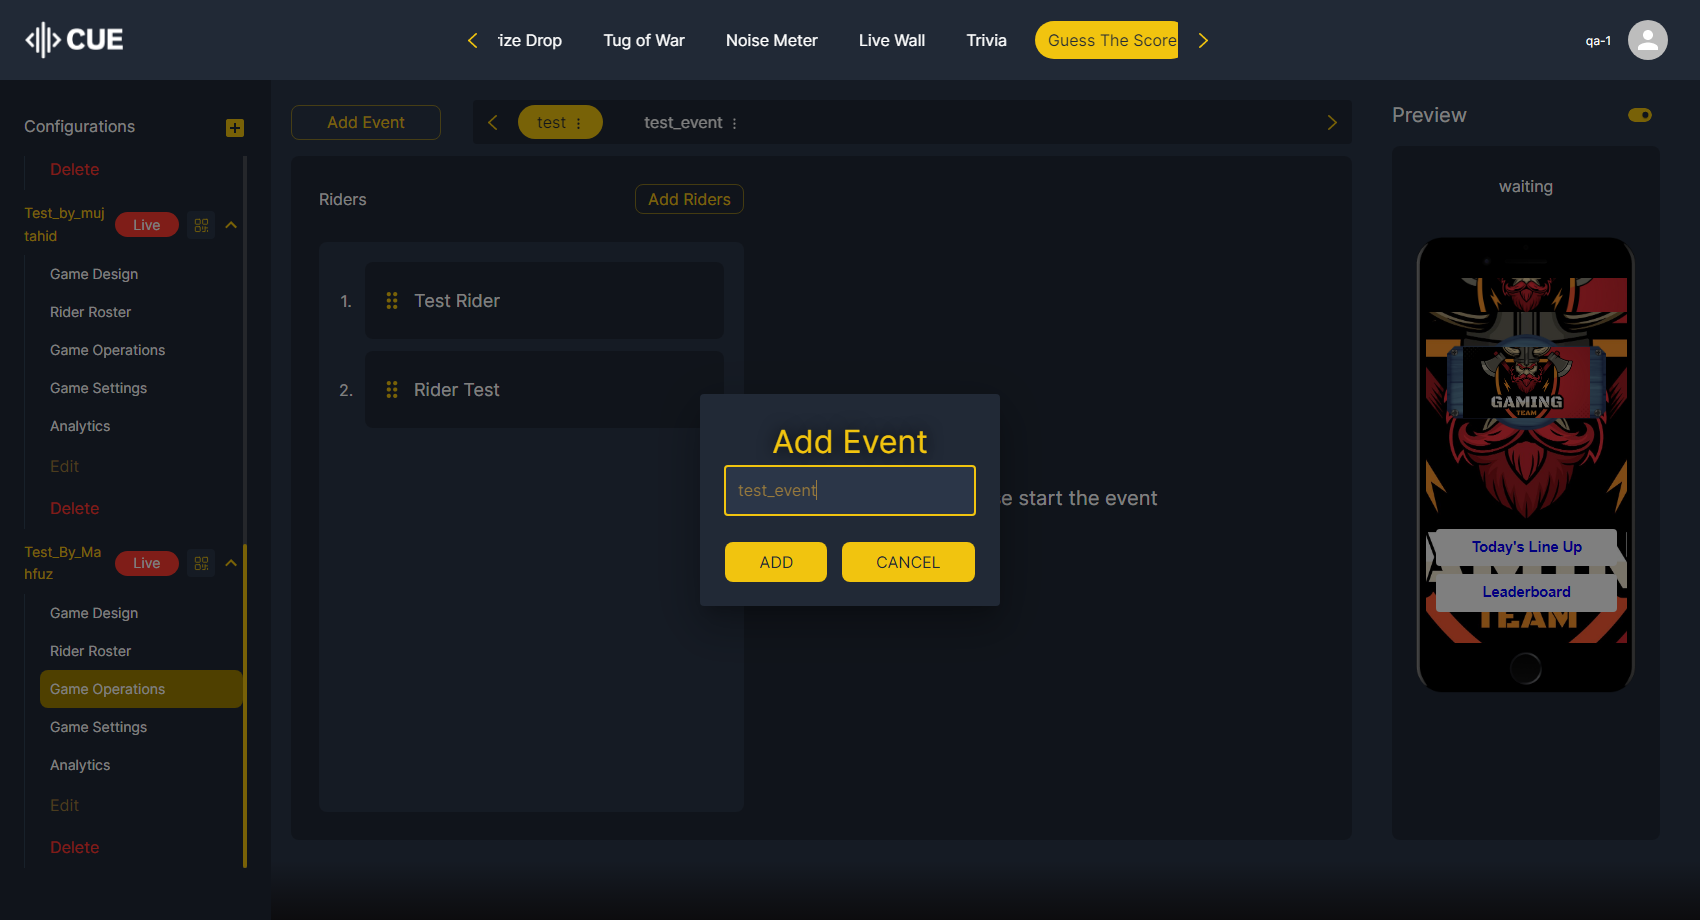 CUE
ize Drop
Tug of War
Noise Meter
Live Wall
Trivia
Guess The Score
qa-1
Configurations
Delete
Test_by_muj
tahid
Live
Game Design
Rider Roster
Game Operations
Game Settings
Analytics
Edit
Delete
Test_By_Ma
hfuz
Live
Game Design
Rider Roster
Game Operations
Game Settings
Analytics
Edit
Delete
Add Event
test
test_event
Riders
Add Riders
1.
Test Rider
2.
Rider Test
e start the event
Add Event
test_event
ADD
CANCEL
Preview
waiting
GAMING
TEAM
Today's Line Up
Leaderboard
TEAM